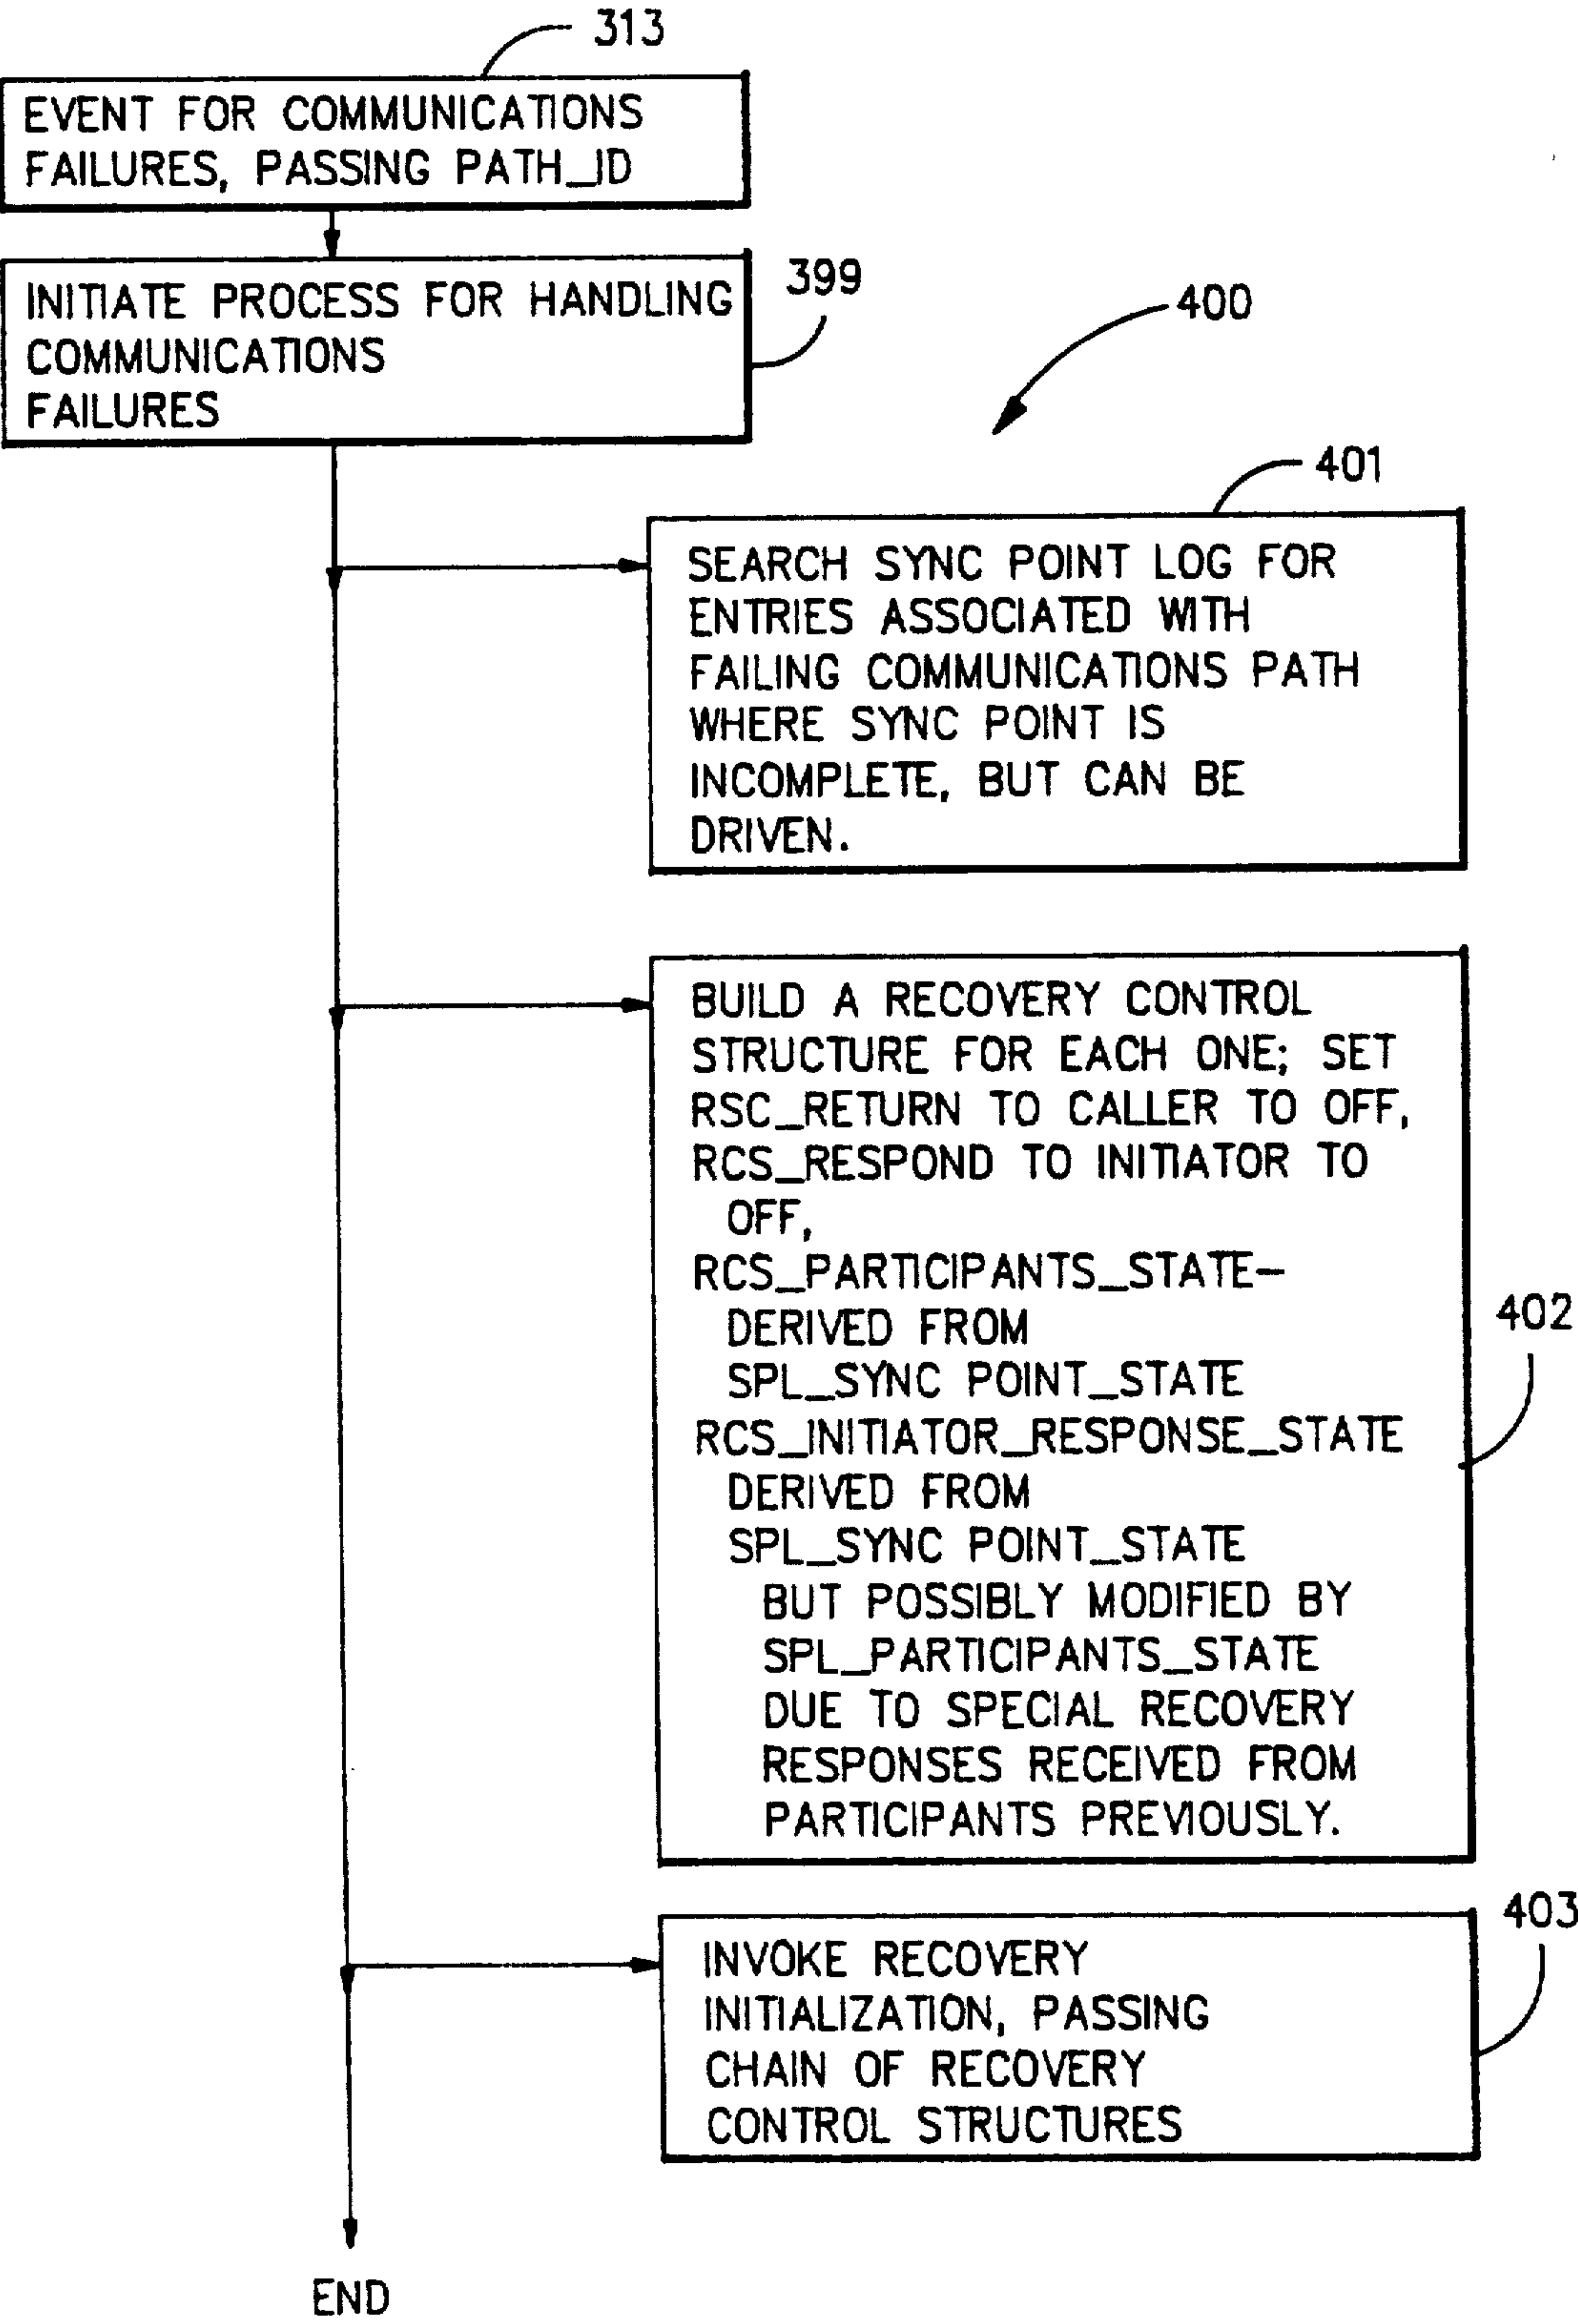 313
EVENT FOR COMMUNICATIONS
FAILURES, PASSING PATH_ID
INITIATE PROCESS FOR HANDLING
COMMUNICATIONS
FAILURES
399
400
401
SEARCH SYNC POINT LOG FOR
ENTRIES ASSOCIATED WITH
FAILING COMMUNICATIONS PATH
WHERE SYNC POINT IS
INCOMPLETE, BUT CAN BE
DRIVEN.
BUILD A RECOVERY CONTROL
STRUCTURE FOR EACH ONE; SET
RSC_RETURN TO CALLER TO OFF,
RCS_RESPOND TO INITIATOR TO
OFF,
RCS_PARTICIPANTS_STATE-
DERIVED FROM
SPL_SYNC POINT_STATE
RCS_INITIATOR_RESPONSE_STATE
DERIVED FROM
SPL_SYNC POINT_STATE
BUT POSSIBLY MODIFIED BY
SPL_PARTICIPANTS_STATE
DUE TO SPECIAL RECOVERY
RESPONSES RECEIVED FROM
PARTICIPANTS PREVIOUSLY.
402
403
INVOKE RECOVERY
INITIALIZATION, PASSING
CHAIN OF RECOVERY
CONTROL STRUCTURES
END